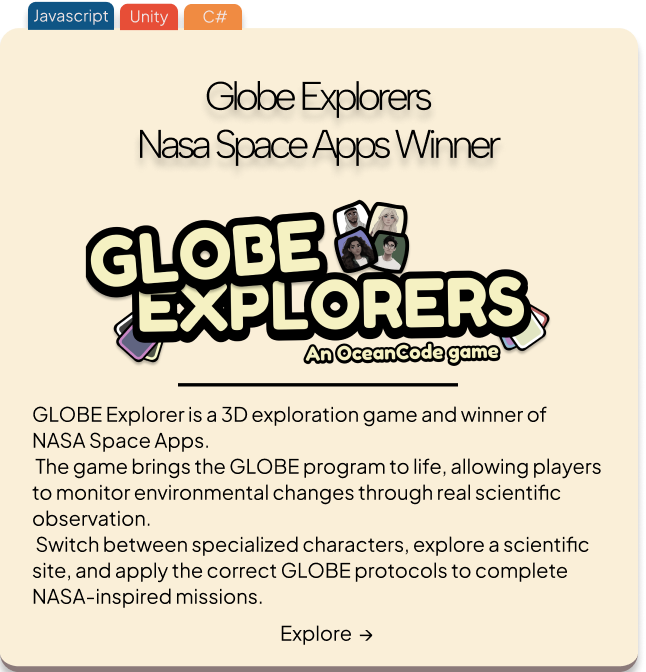 Javascript
Unity
C#
Globe Explorers
Nasa Space Apps Winner
GLOBE
EXPLORERS
An OceanCode game
GLOBE Explorer is a 3D exploration game and winner of
NASA Space Apps.
The game brings the GLOBE program to life, allowing players
to monitor environmental changes through real scientific
observation.
Switch between specialized characters, explore a scientific
site, and apply the correct GLOBE protocols to complete
NASA-inspired missions.
Explore →